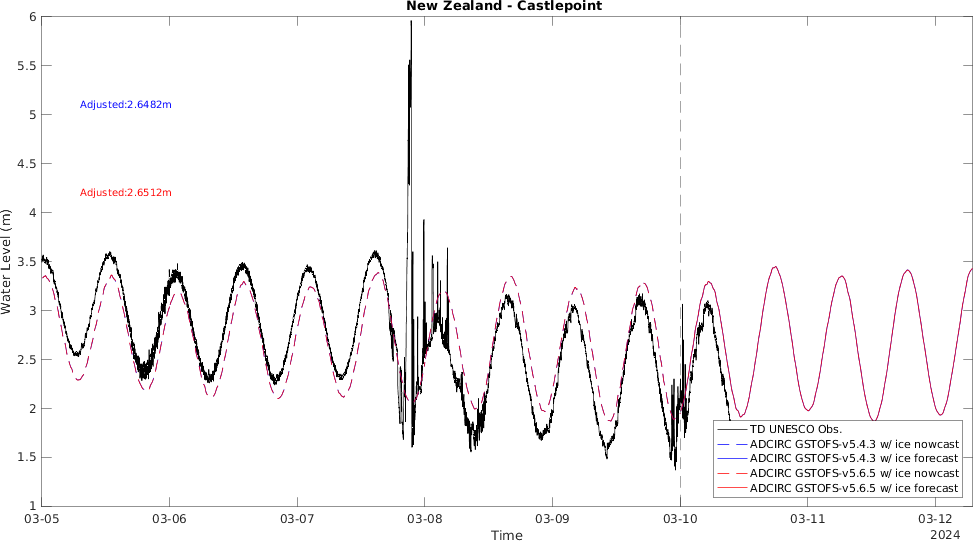 New Zealand - Castlepoint
6
5.5
5
4.5
4
3.5
3
2.5
2
1.5
1
Water Level (m)
Adjusted:2.6482m
Adjusted:2.6512m
TD UNESCO Obs.
ADCIRC GSTOFS-v5.4.3 w/ ice nowcast
ADCIRC GSTOFS-v5.4.3 w/ ice forecast
ADCIRC GSTOFS-v5.6.5 w/ ice nowcast
ADCIRC GSTOFS-v5.6.5 w/ ice forecast
03-05 03-06 03-07 03-08 03-09 03-10 03-11 03-12
Time
2024